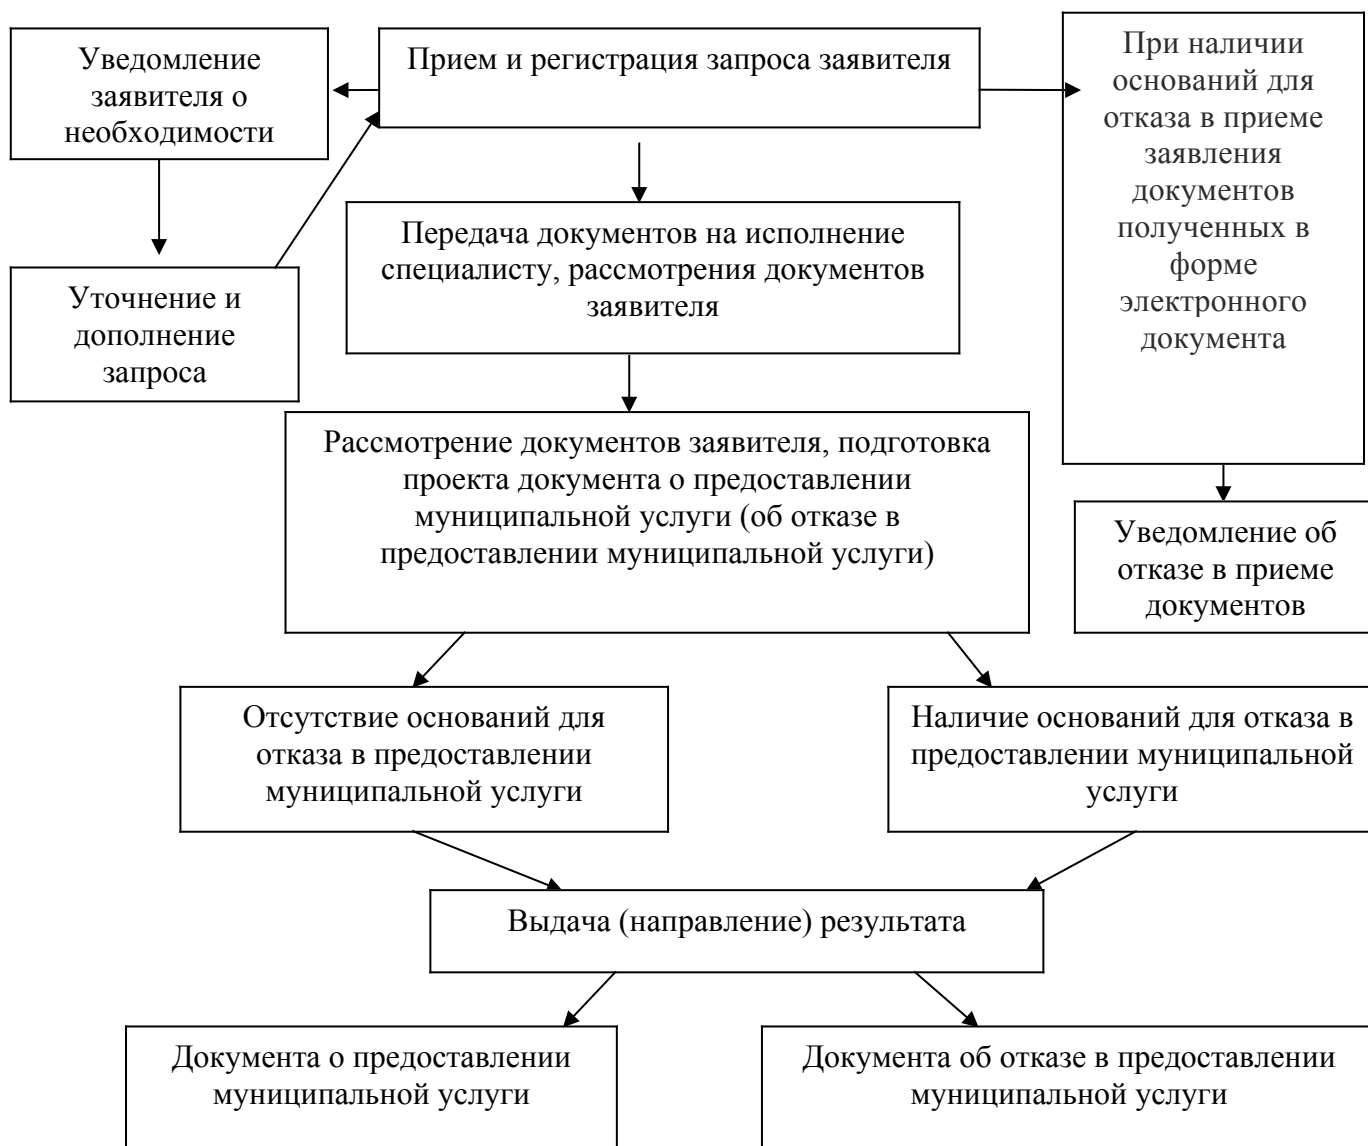 Уведомление
заявителя о
необходимости
Прием и регистрация запроса заявителя
При наличии
оснований для
отказа в приеме
заявления
документов
полученных в
форме
электронного
документа
Передача документов на исполнение
специалисту, рассмотрения документов
заявителя
Уточнение и
дополнение
запроса
Рассмотрение документов заявителя, подготовка
проекта документа о предоставлении
муниципальной услуги (об отказе в
предоставлении муниципальной услуги)
Уведомление об
отказе в приеме
документов
Отсутствие оснований для
отказа в предоставлении
муниципальной услуги
Наличие оснований для отказа в
предоставлении муниципальной
услуги
Выдача (направление) результата
Документа о предоставлении
муниципальной услуги
Документа об отказе в предоставлении
муниципальной услуги